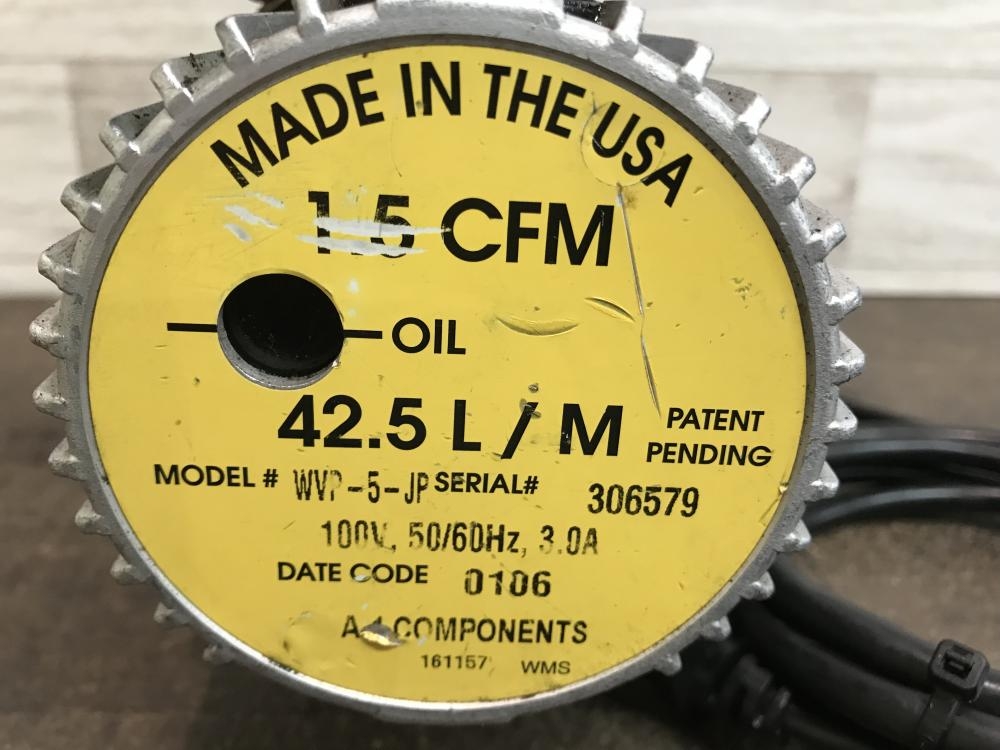 MADE IN THE USA
1.5 CFM
OIL
42.5 L / M
PATENT
PENDING
MODEL # WVP-5-JP SERIAL# 306579
100V, 50/60Hz, 3.0A
DATE CODE 0106
A-1 COMPONENTS
161157 WMS